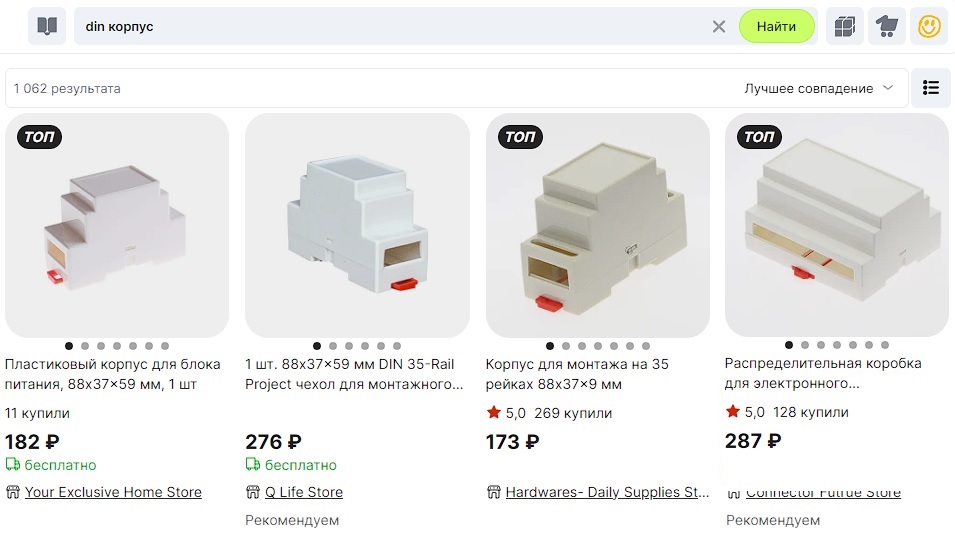 din корпус
Найти
1 062 результата
Лучшее совпадение
ТОП
ТОП
ТОП
Пластиковый корпус для блока
питания, 88x37×59 мм, 1 шт
11 купили
182 ₽
бесплатно
Your Exclusive Home Store
1 шт. 88x37×59 мм DIN 35-Rail
Project чехол для монтажного...
276 ₽
бесплатно
Q Life Store
Рекомендуем
Корпус для монтажа на 35
рейках 88x37×9 мм
5,0 269 купили
173 ₽
Hardwares- Daily Supplies St...
Распределительная коробка
для электронного...
5,0 128 купили
287 ₽
Connector Futrue Store
Рекомендуем